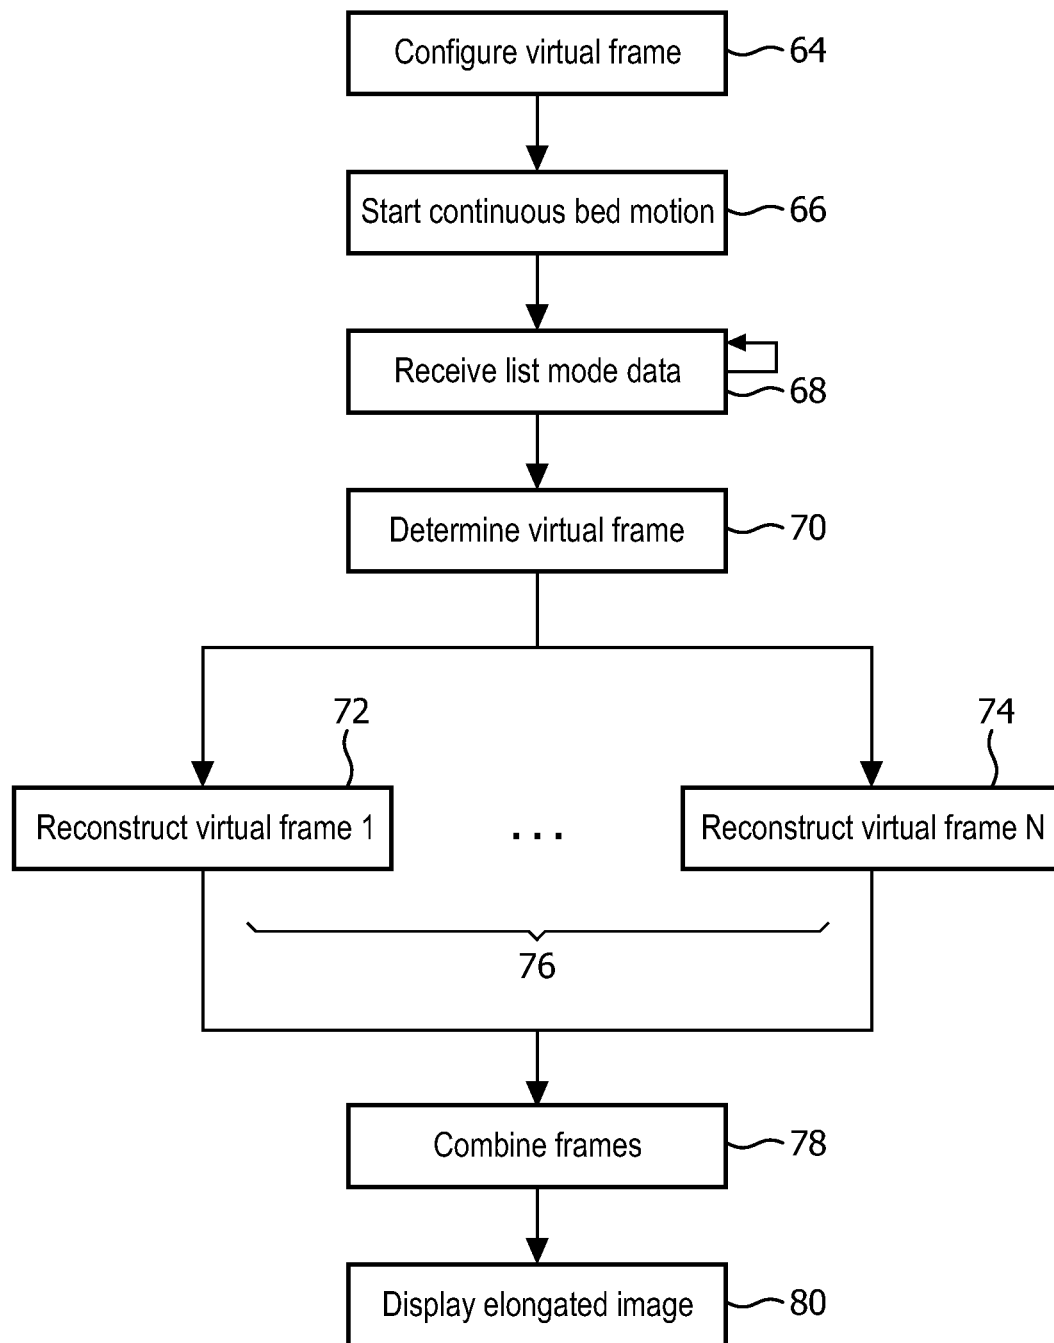 Configure virtual frame
64
Start continuous bed motion
66
Receive list mode data
68
Determine virtual frame
70
72
74
Reconstruct virtual frame 1
...
Reconstruct virtual frame N
76
Combine frames
78
Display elongated image
80